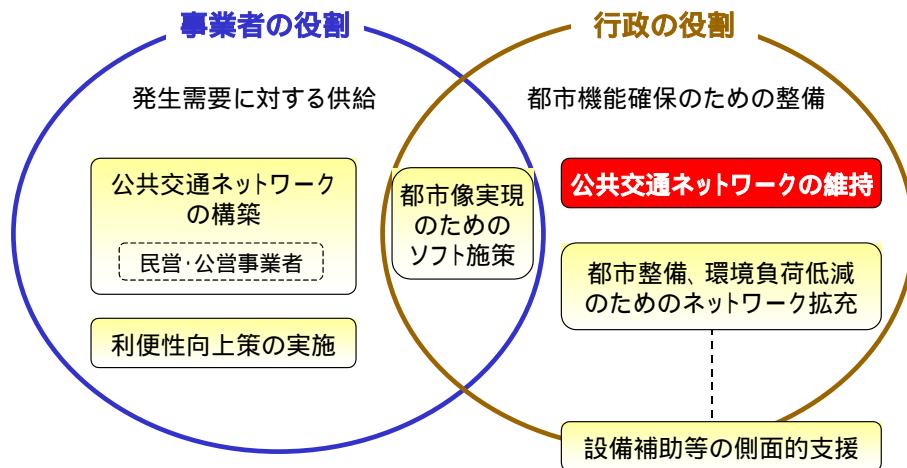 事業者の役割
行政の役割
発生需要に対する供給
都市機能確保のための整備
公共交通ネットワーク
の構築
民営・公営事業者
利便性向上策の実施
都市像実現
のための
ソフト施策
公共交通ネットワークの維持
都市整備、環境負荷低減
のためのネットワーク拡充
設備補助等の側面的支援